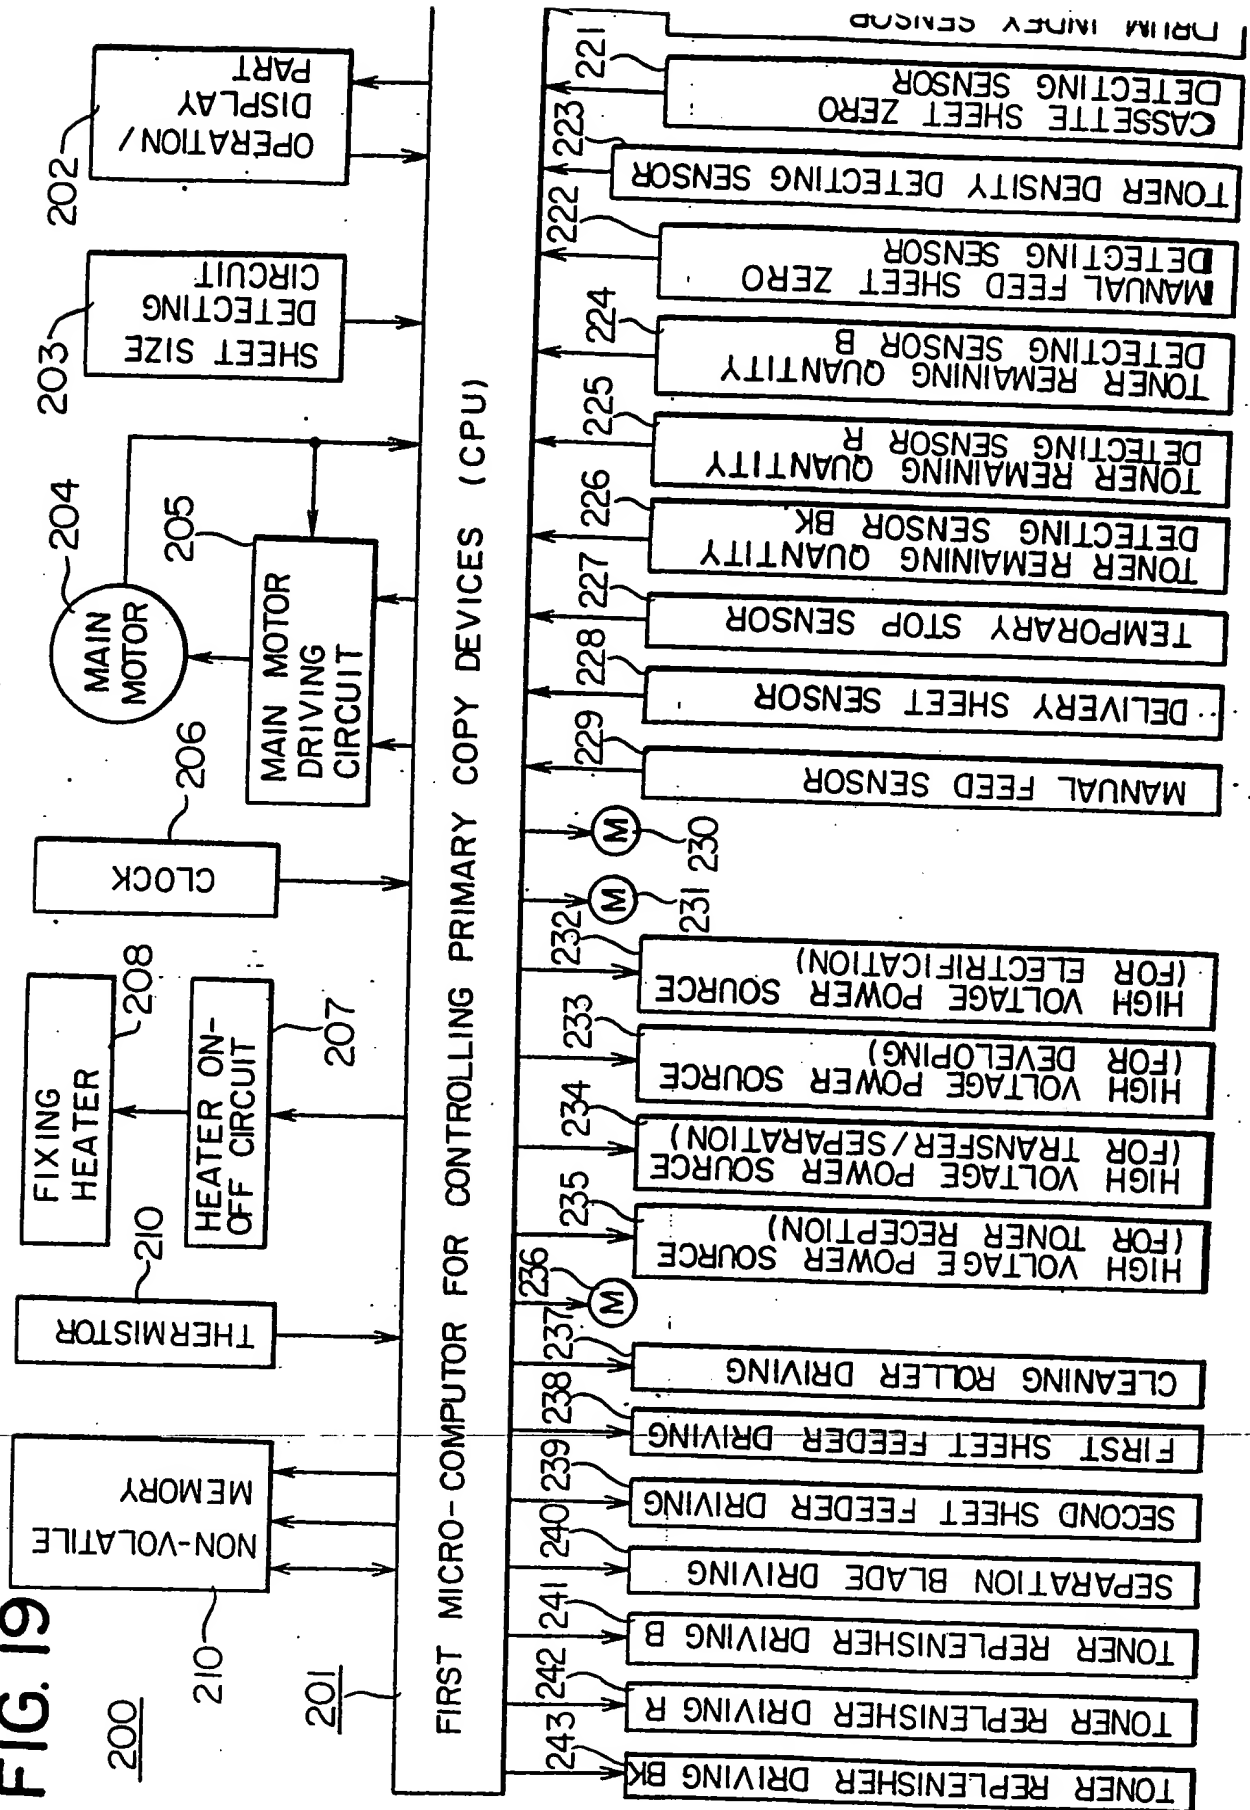 FIG. 19
200
210
NON-VOLATILE
MEMORY
THERMISTOR
210
FIXING
HEATER
208
HEATER ON-
OFF CIRCUIT
207
CLOCK
206
MAIN
MOTOR
204
MAIN MOTOR
DRIVING
CIRCUIT
205
SHEET SIZE
DETECTING
CIRCUIT
203
OPERATION/
DISPLAY
PART
202
201
FIRST MICRO-COMPUTOR FOR CONTROLLING PRIMARY COPY DEVICES (CPU)
243
TONER REPLENISHER DRIVING BK
242
TONER REPLENISHER DRIVING R
241
TONER REPLENISHER DRIVING B
240
SEPARATION BLADE DRIVING
239
SECOND SHEET FEEDER DRIVING
238
FIRST SHEET FEEDER DRIVING
237
CLEANING ROLLER DRIVING
236
M
235
HIGH VOLTAGE POWER SOURCE
(FOR TONER RECEPTION)
234
HIGH VOLTAGE POWER SOURCE
(FOR TRANSFER/SEPARATION)
233
HIGH VOLTAGE POWER SOURCE
(FOR DEVELOPING)
232
HIGH VOLTAGE POWER SOURCE
(FOR ELECTRIFICATION)
M
231
M
230
229
MANUAL FEED SENSOR
228
DELIVERY SHEET SENSOR
227
TEMPORARY STOP SENSOR
226
TONER REMAINING QUANTITY
DETECTING SENSOR BK
225
TONER REMAINING QUANTITY
DETECTING SENSOR R
224
TONER REMAINING QUANTITY
DETECTING SENSOR B
222
MANUAL FEED SHEET ZERO
DETECTING SENSOR
223
TONER DENSITY DETECTING SENSOR
221
CASSETTE SHEET ZERO
DETECTING SENSOR
DRUM INDEX SENSOR